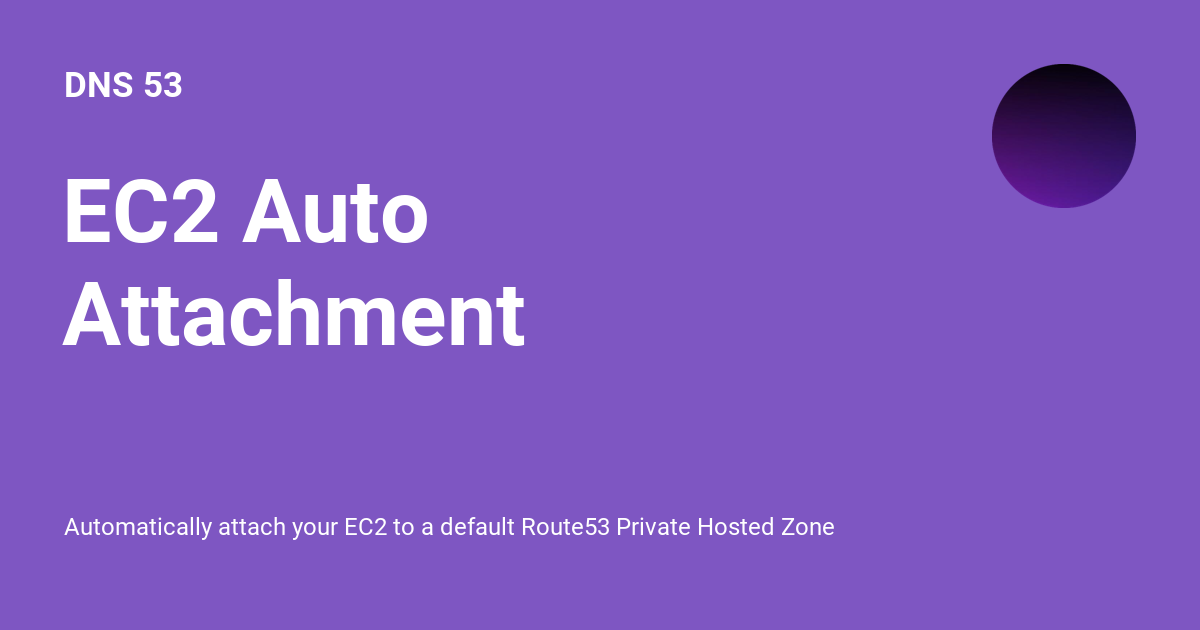 DNS 53
EC2 Auto
Attachment
Automatically attach your EC2 to a default Route53 Private Hosted Zone